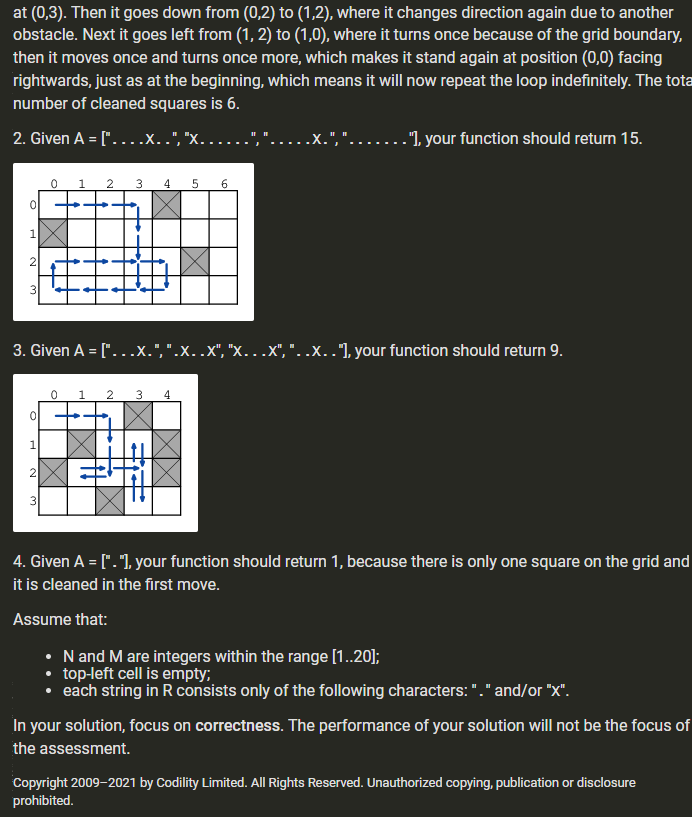 at (0,3). Then it goes down from (0,2) to (1,2), where it changes direction again due to another
obstacle. Next it goes left from (1, 2) to (1,0), where it turns once because of the grid boundary,
then it moves once and turns once more, which makes it stand again at position (0,0) facing
rightwards, just as at the beginning, which means it will now repeat the loop indefinitely. The tota
number of cleaned squares is 6.
2. Given A = ["....X..", "X......", ".....X.", "......."], your function should return 15.
0 1 2 3 4 5 6
0
1
2
3
3. Given A = ["...X.", ".X..X", "X...X", "..X.."], your function should return 9.
0 1 2 3 4
0
1
2
3
4. Given A = ["."], your function should return 1, because there is only one square on the grid and
it is cleaned in the first move.
Assume that:
• N and M are integers within the range [1..20];
• top-left cell is empty;
• each string in R consists only of the following characters: "." and/or "X".
In your solution, focus on correctness. The performance of your solution will not be the focus of
the assessment.
Copyright 2009–2021 by Codility Limited. All Rights Reserved. Unauthorized copying, publication or disclosure
prohibited.